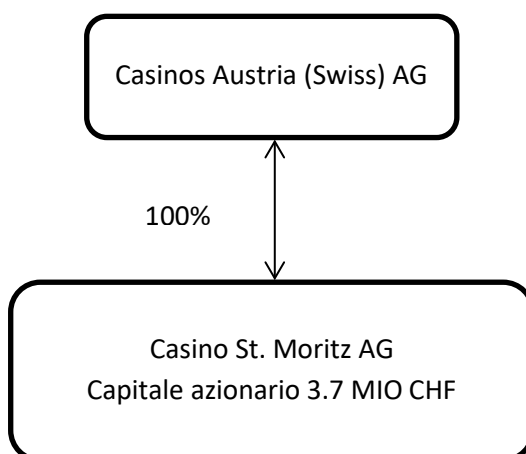 Casinos Austria (Swiss) AG
100%
Casino St. Moritz AG
Capitale azionario 3.7 MIO CHF